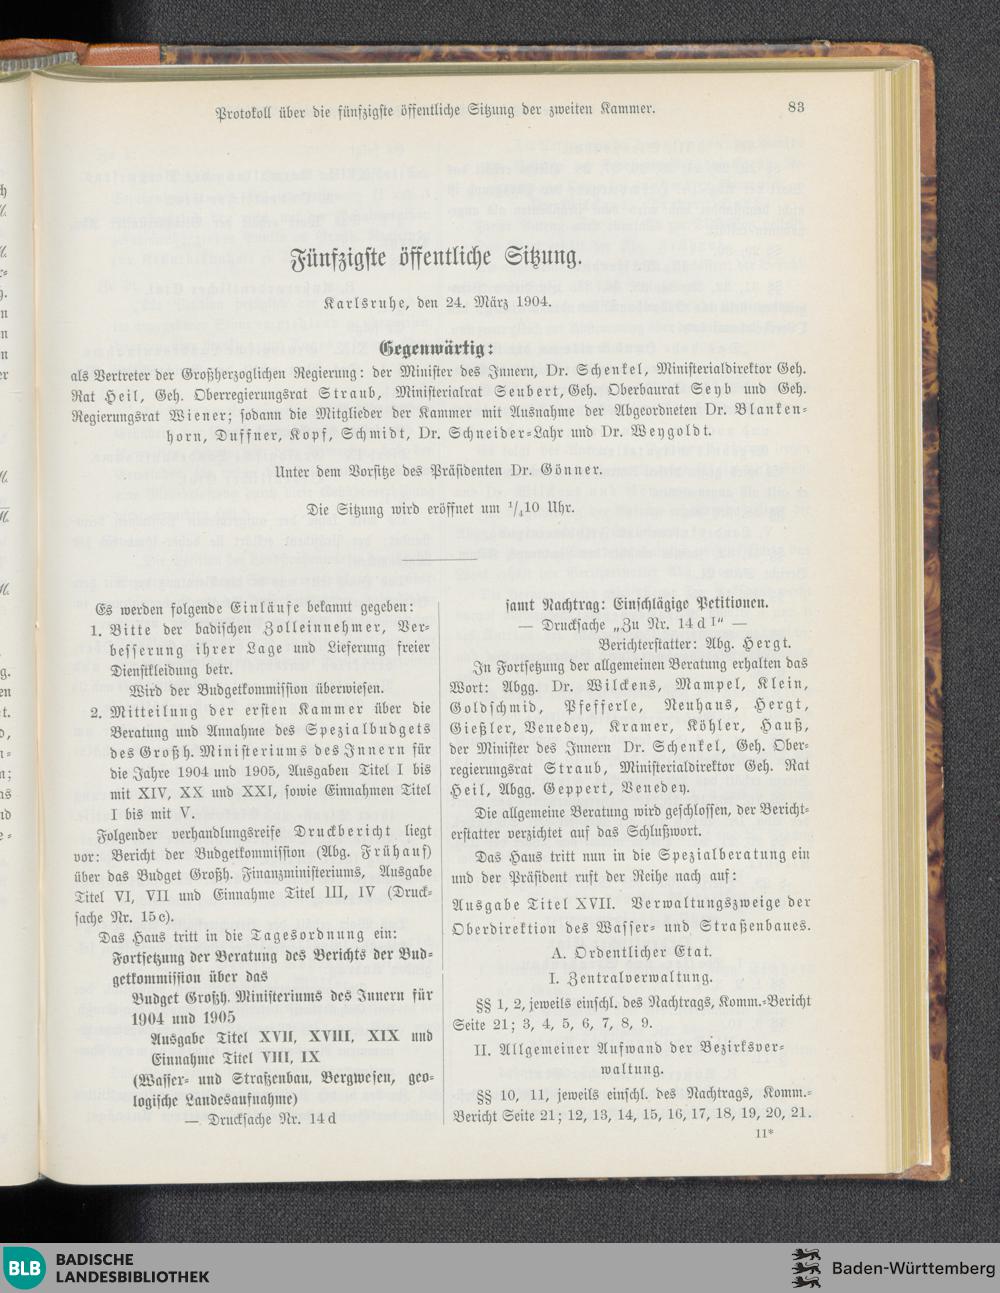 Protokoll über die fünfzigste öffentliche Sitzung der zweiten Kammer. 83
Fünfzigste öffentliche Sitzung.
Karlsruhe, den 24. März 1904.
Gegenwärtig:
als Vertreter der Großherzoglichen Regierung: der Minister des Innern, Dr. Schenkel, Ministerialdirektor Geh.
Rat Heil, Geh. Oberregierungsrat Straub, Ministerialrat Seubert, Geh. Oberbaurat Seyb und Geh.
Regierungsrat Wiener; sodann die Mitglieder der Kammer mit Ausnahme der Abgeordneten Dr. Blanken-
horn, Duffner, Kopf, Schmidt, Dr. Schneider-Lahr und Dr. Weygoldt.
Unter dem Vorsitze des Präsidenten Dr. Gönner.
Die Sitzung wird eröffnet um 1/410 Uhr.
Es werden folgende Einläufe bekannt gegeben:
1. Bitte der badischen Zolleinnehmer, Ver-
besserung ihrer Lage und Lieferung freier
Dienstkleidung betr.
Wird der Budgetkommission überwiesen.
2. Mitteilung der ersten Kammer über die
Beratung und Annahme des Spezialbudgets
des Großh. Ministeriums des Innern für
die Jahre 1904 und 1905, Ausgaben Titel I bis
mit XIV, XX und XXI, sowie Einnahmen Titel
I bis mit V.
Folgender verhandlungsreife Druckbericht liegt
vor: Bericht der Budgetkommission (Abg. Frühauf)
über das Budget Großh. Finanzministeriums, Ausgabe
Titel VI, VII und Einnahme Titel III, IV (Druck-
sache Nr. 15c).
Das Haus tritt in die Tagesordnung ein:
Fortsetzung der Beratung des Berichts der Bud-
getkommission über das
Budget Großh. Ministeriums des Innern für
1904 und 1905
Ausgabe Titel XVII, XVIII, XIX und
Einnahme Titel VIII, IX
(Wasser- und Straßenbau, Bergwesen, geo-
logische Landesaufnahme)
— Drucksache Nr. 14d
samt Nachtrag: Einschlägige Petitionen.
— Drucksache „Zu Nr. 14d I“ —
Berichterstatter: Abg. Hergt.
In Fortsetzung der allgemeinen Beratung erhalten das
Wort: Abgg. Dr. Wilckens, Mampel, Klein,
Goldschmid, Pfefferle, Neuhaus, Hergt,
Gießler, Venedey, Kramer, Köhler, Hauß,
der Minister des Innern Dr. Schenkel, Geh. Ober-
regierungsrat Straub, Ministerialdirektor Geh. Rat
Heil, Abgg. Geppert, Venedey.
Die allgemeine Beratung wird geschlossen, der Bericht-
erstatter verzichtet auf das Schlußwort.
Das Haus tritt nun in die Spezialberatung ein
und der Präsident ruft der Reihe nach auf:
Ausgabe Titel XVII. Verwaltungszweige der
Oberdirektion des Wasser- und Straßenbaues.
A. Ordentlicher Etat.
I. Zentralverwaltung.
§§ 1, 2, jeweils einschl. des Nachtrags, Komm.-Bericht
Seite 21; 3, 4, 5, 6, 7, 8, 9.
II. Allgemeiner Aufwand der Bezirksver-
waltung.
§§ 10, 11, jeweils einschl. des Nachtrags, Komm.-
Bericht Seite 21; 12, 13, 14, 15, 16, 17, 18, 19, 20, 21.
11*
BLB BADISCHE
LANDESBIBLIOTHEK
Baden-Württemberg